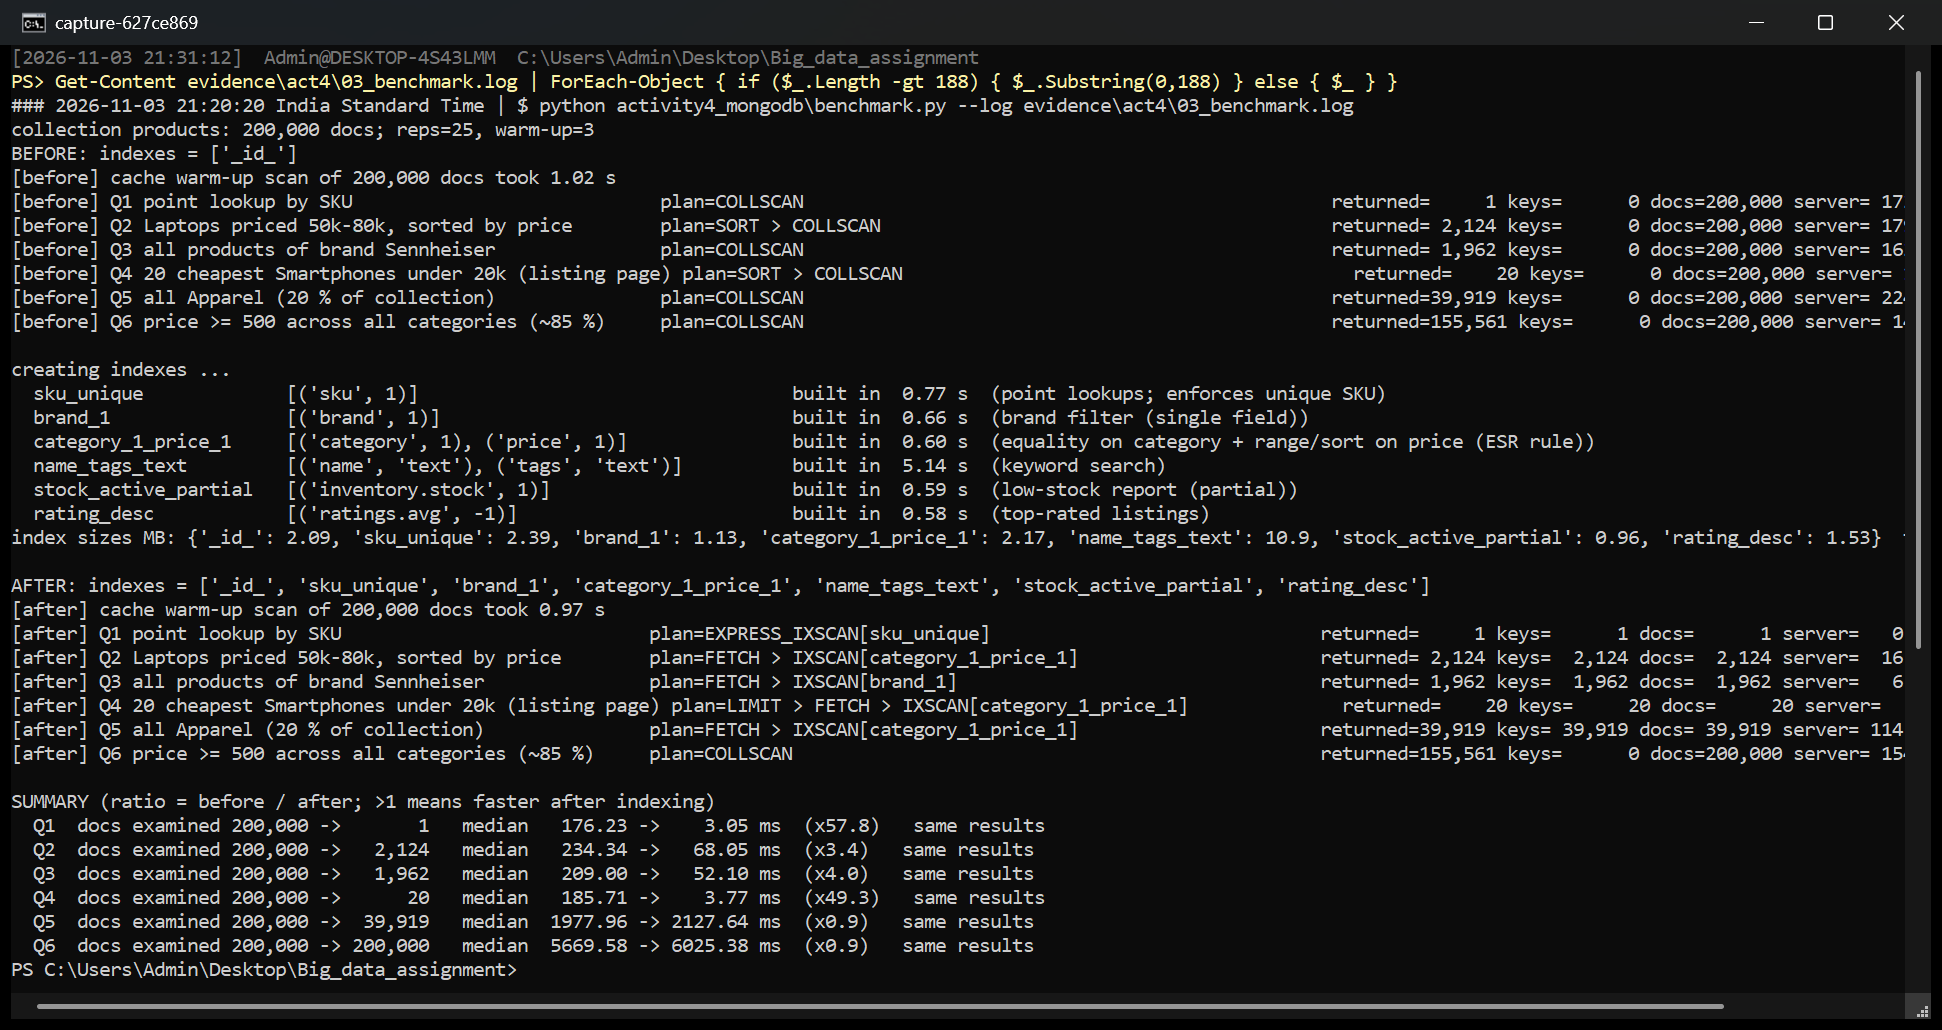 capture-627ce869
[2026-11-03 21:31:12]  Admin@DESKTOP-4S43LMM  C:\Users\Admin\Desktop\Big_data_assignment
PS> Get-Content evidence\act4\03_benchmark.log | ForEach-Object { if ($_.Length -gt 188) { $_.Substring(0,188) } else { $_ } }
### 2026-11-03 21:20:20 India Standard Time | $ python activity4_mongodb\benchmark.py --log evidence\act4\03_benchmark.log
collection products: 200,000 docs; reps=25, warm-up=3
BEFORE: indexes = ['_id_']
[before] cache warm-up scan of 200,000 docs took 1.02 s
[before] Q1 point lookup by SKU                            plan=COLLSCAN                                                returned=     1 keys=      0 docs=200,000 server= 17
[before] Q2 Laptops priced 50k-80k, sorted by price        plan=SORT > COLLSCAN                                         returned= 2,124 keys=      0 docs=200,000 server= 17
[before] Q3 all products of brand Sennheiser               plan=COLLSCAN                                                returned= 1,962 keys=      0 docs=200,000 server= 16
[before] Q4 20 cheapest Smartphones under 20k (listing page) plan=SORT > COLLSCAN                                         returned=    20 keys=      0 docs=200,000 server=
[before] Q5 all Apparel (20 % of collection)               plan=COLLSCAN                                                returned=39,919 keys=      0 docs=200,000 server= 22
[before] Q6 price >= 500 across all categories (~85 %)     plan=COLLSCAN                                                returned=155,561 keys=      0 docs=200,000 server= 1
creating indexes ...
  sku_unique             [('sku', 1)]                                  built in  0.77 s  (point lookups; enforces unique SKU)
  brand_1                [('brand', 1)]                                built in  0.66 s  (brand filter (single field))
  category_1_price_1     [('category', 1), ('price', 1)]               built in  0.60 s  (equality on category + range/sort on price (ESR rule))
  name_tags_text         [('name', 'text'), ('tags', 'text')]          built in  5.14 s  (keyword search)
  stock_active_partial   [('inventory.stock', 1)]                      built in  0.59 s  (low-stock report (partial))
  rating_desc            [('ratings.avg', -1)]                         built in  0.58 s  (top-rated listings)
index sizes MB: {'_id_': 2.09, 'sku_unique': 2.39, 'brand_1': 1.13, 'category_1_price_1': 2.17, 'name_tags_text': 10.9, 'stock_active_partial': 0.96, 'rating_desc': 1.53}
AFTER: indexes = ['_id_', 'sku_unique', 'brand_1', 'category_1_price_1', 'name_tags_text', 'stock_active_partial', 'rating_desc']
[after] cache warm-up scan of 200,000 docs took 0.97 s
[after] Q1 point lookup by SKU                            plan=EXPRESS_IXSCAN[sku_unique]                              returned=     1 keys=      1 docs=      1 server=   0
[after] Q2 Laptops priced 50k-80k, sorted by price        plan=FETCH > IXSCAN[category_1_price_1]                      returned= 2,124 keys=  2,124 docs=  2,124 server=  16
[after] Q3 all products of brand Sennheiser               plan=FETCH > IXSCAN[brand_1]                                 returned= 1,962 keys=  1,962 docs=  1,962 server=   6
[after] Q4 20 cheapest Smartphones under 20k (listing page) plan=LIMIT > FETCH > IXSCAN[category_1_price_1]              returned=    20 keys=     20 docs=     20 server=
[after] Q5 all Apparel (20 % of collection)               plan=FETCH > IXSCAN[category_1_price_1]                      returned=39,919 keys= 39,919 docs= 39,919 server= 114
[after] Q6 price >= 500 across all categories (~85 %)     plan=COLLSCAN                                                returned=155,561 keys=      0 docs=200,000 server= 15
SUMMARY (ratio = before / after; >1 means faster after indexing)
  Q1  docs examined 200,000 ->       1   median   176.23 ->    3.05 ms  (x57.8)   same results
  Q2  docs examined 200,000 ->   2,124   median   234.34 ->   68.05 ms  (x3.4)   same results
  Q3  docs examined 200,000 ->   1,962   median   209.00 ->   52.10 ms  (x4.0)   same results
  Q4  docs examined 200,000 ->      20   median   185.71 ->    3.77 ms  (x49.3)   same results
  Q5  docs examined 200,000 ->  39,919   median  1977.96 -> 2127.64 ms  (x0.9)   same results
  Q6  docs examined 200,000 -> 200,000   median  5669.58 -> 6025.38 ms  (x0.9)   same results
PS C:\Users\Admin\Desktop\Big_data_assignment>